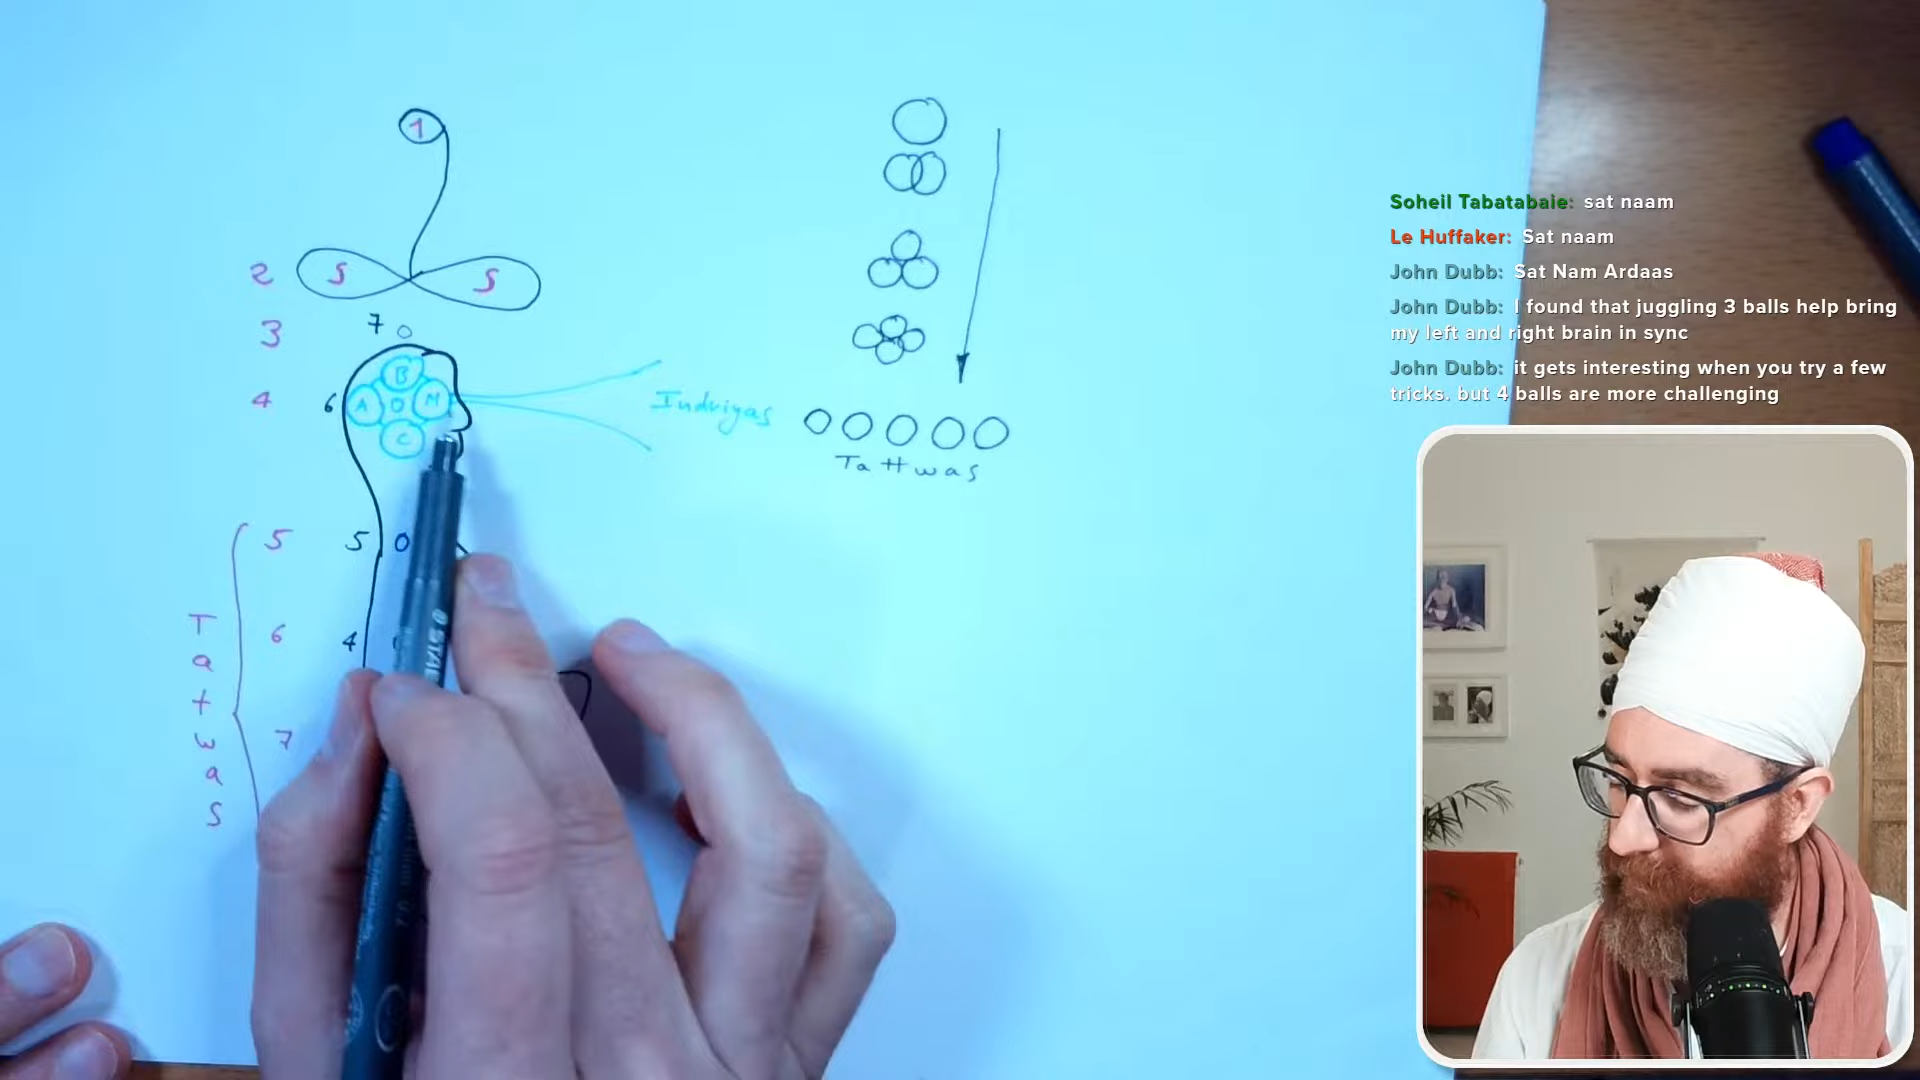 1
2 S S
3
7 0
4 6 B A O M C Indriyas
Tattwas
5 5 0
6 4
7
Tatwas
STAE
Soheil Tabatabaie: sat naam
Le Huffaker: Sat naam
John Dubb: Sat Nam Ardaas
John Dubb: I found that juggling 3 balls help bring
my left and right brain in sync
John Dubb: it gets interesting when you try a few
tricks. but 4 balls are more challenging